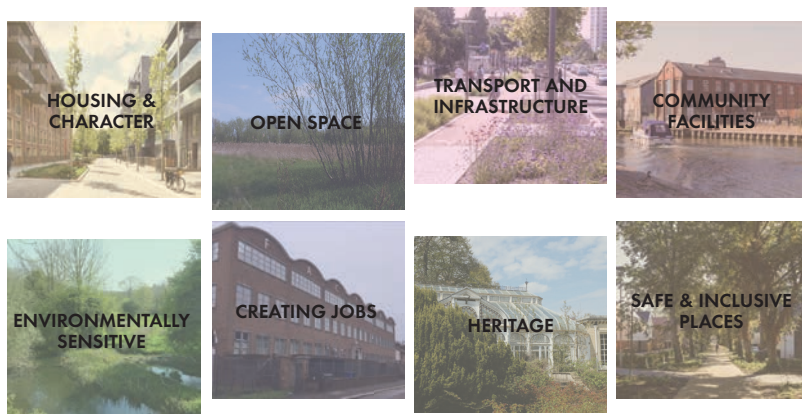 HOUSING &
CHARACTER
OPEN SPACE
TRANSPORT AND
INFRASTRUCTURE
COMMUNITY
FACILITIES
ENVIRONMENTALLY
SENSITIVE
CREATING JOBS
HERITAGE
SAFE & INCLUSIVE
PLACES